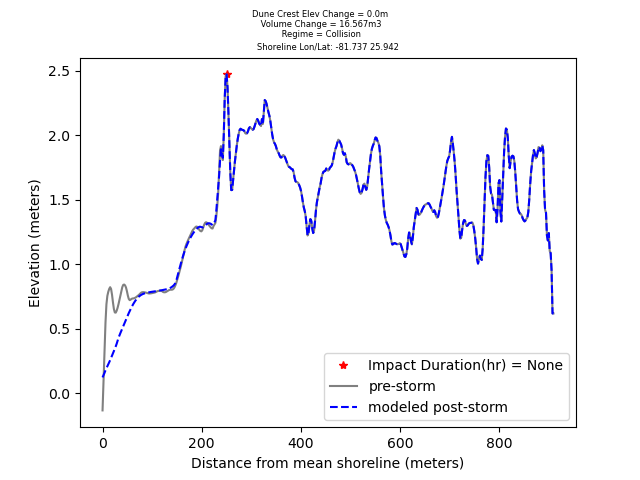 Dune Crest Elev Change = 0.0m
Volume Change = 16.567m3
Regime = Collision
Shoreline Lon/Lat: -81.737 25.942
2.5
2.0
1.5
1.0
0.5
0.0
Elevation (meters)
Impact Duration(hr) = None
pre-storm
modeled post-storm
0 200 400 600 800
Distance from mean shoreline (meters)